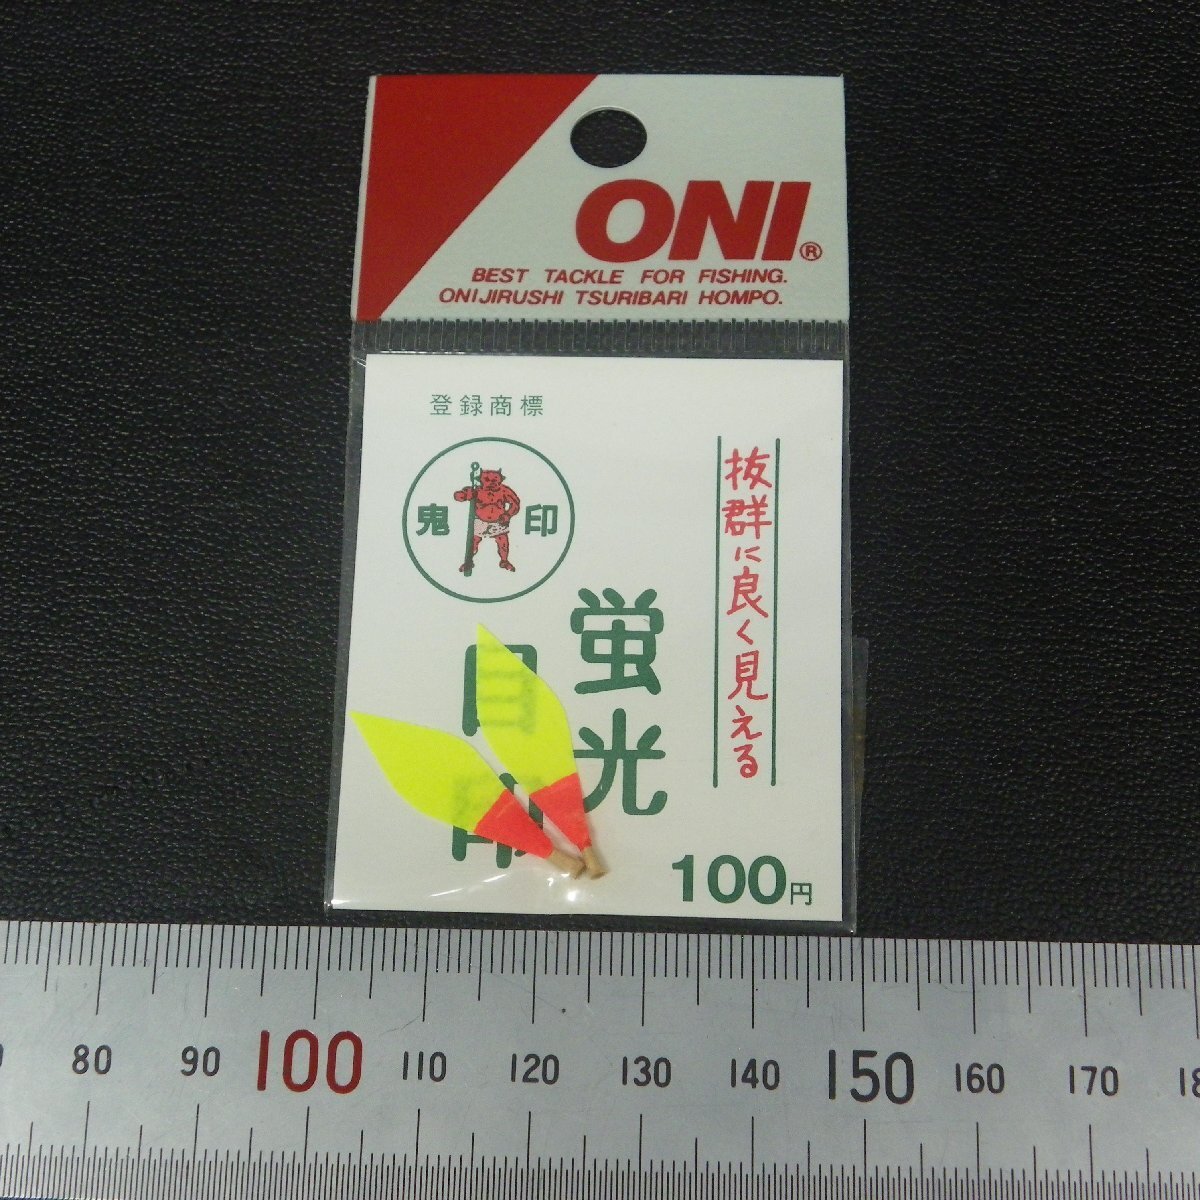 ONI®
BEST TACKLE FOR FISHING.
ONIJIRUSHI TSURIBARI HOMPO.
登録商標
鬼印
抜群に良く見える
蛍光
目印
100円
80 90 100 110 120 130 140 150 160 170